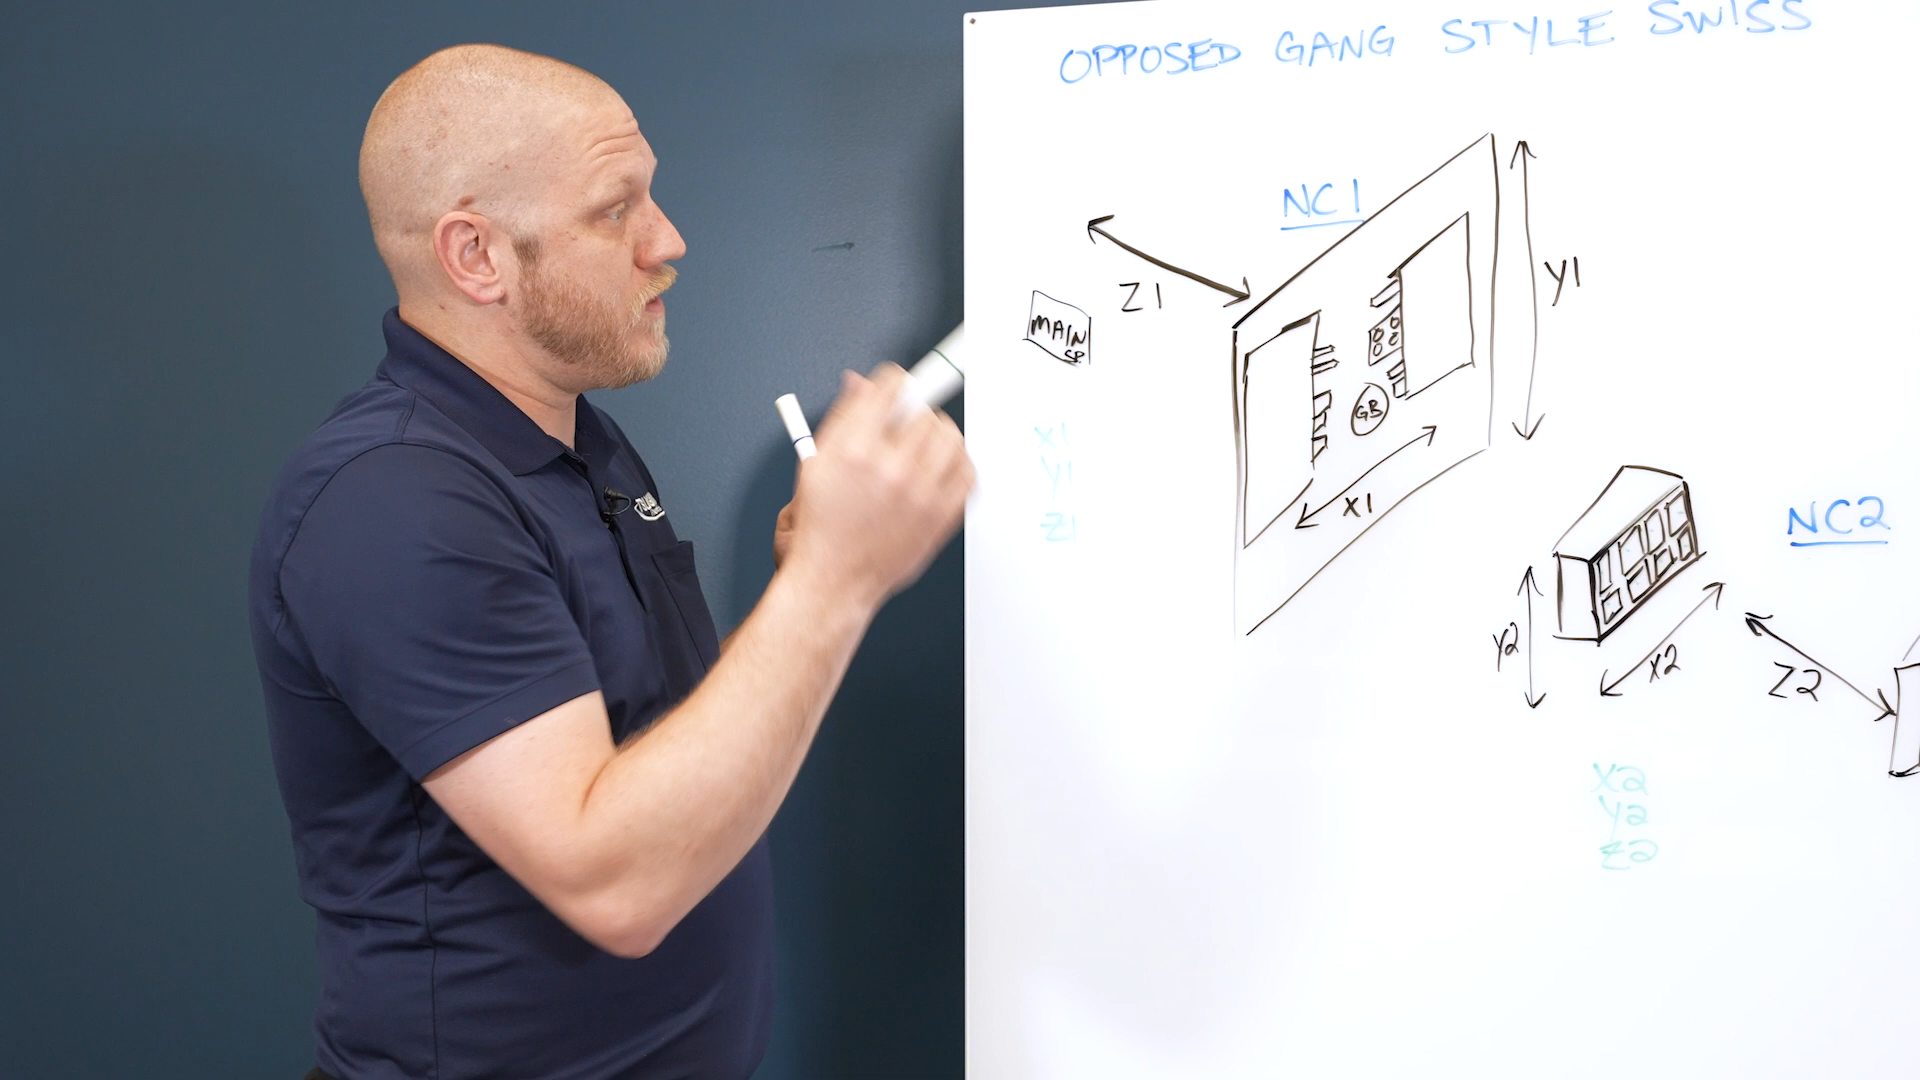 OPPOSED GANG STYLE SWISS
NC1
Z1
Y1
MAIN
SP.
GB
X1
X1
Y1
Z1
NC2
Y2
X2
Z2
X2
Y2
Z2